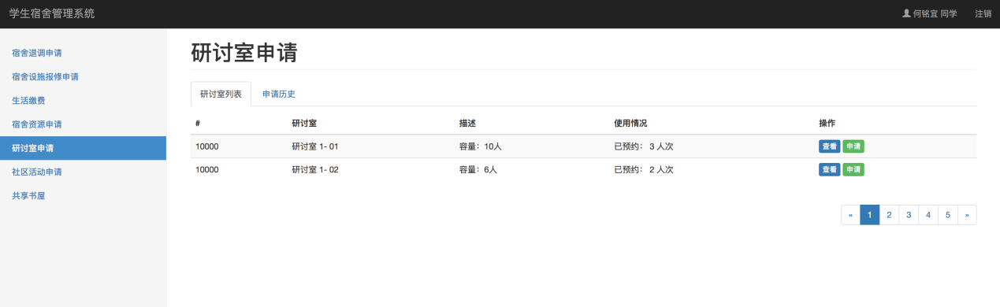 学生宿舍管理系统 何铭宜 同学 注销
宿舍退调申请
宿舍设施报修申请
生活缴费
宿舍资源申请
研讨室申请
社区活动申请
共享书屋
研讨室申请
研讨室列表 申请历史
# 研讨室 描述 使用情况 操作
10000 研讨室 1- 01 容量：10人 已预约： 3 人次 查看 申请
10000 研讨室 1- 02 容量：6人 已预约： 2 人次 查看 申请
« 1 2 3 4 5 »